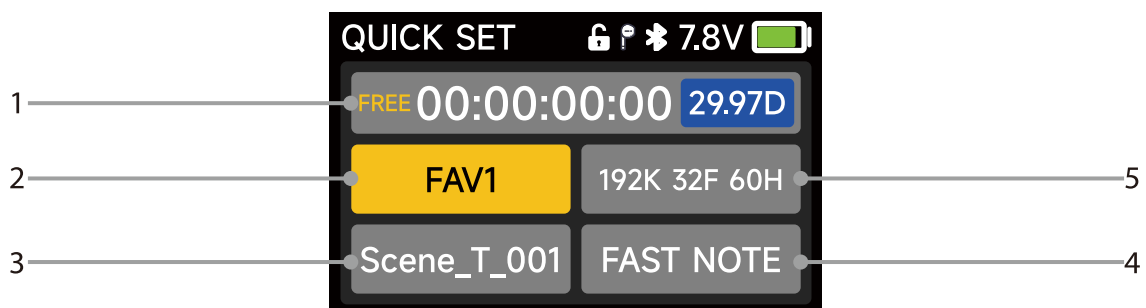 QUICK SET 7.8V
1 FREE 00:00:00:00 29.97D
2 FAV1 192K 32F 60H 5
3 Scene_T_001 FAST NOTE 4